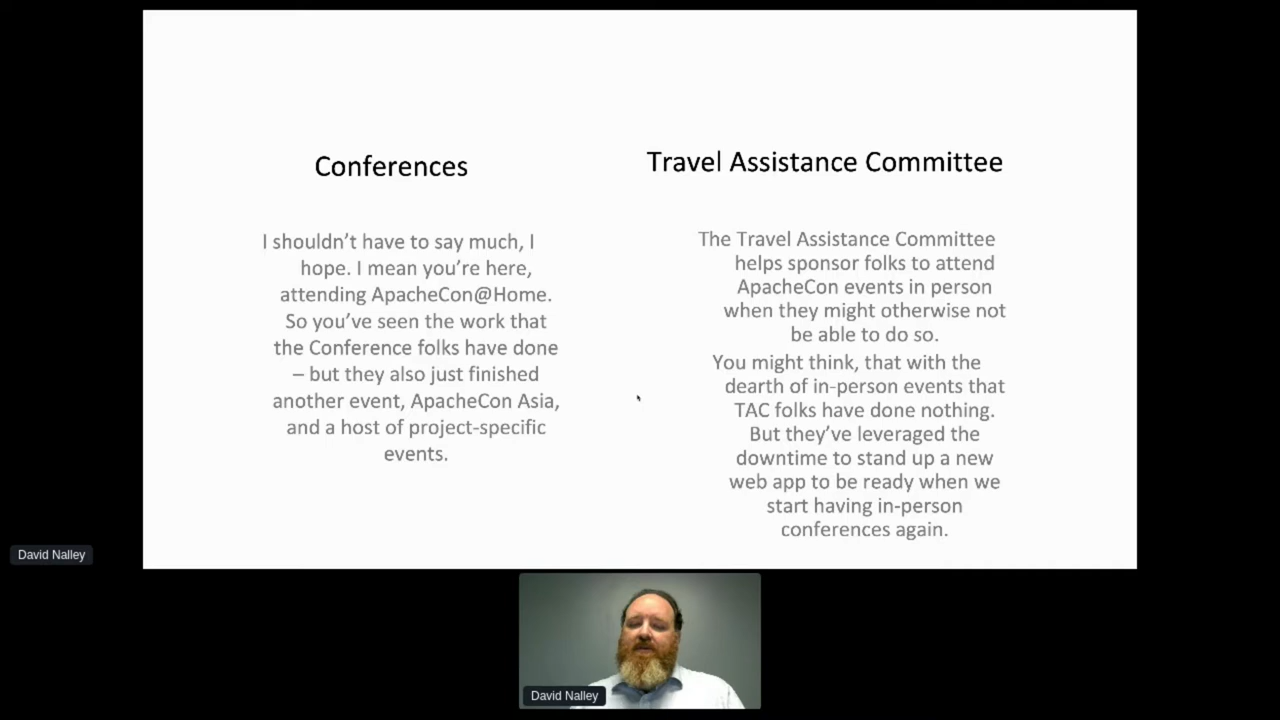 Conferences
I shouldn’t have to say much, I
hope. I mean you’re here,
attending ApacheCon@Home.
So you’ve seen the work that
the Conference folks have done
– but they also just finished
another event, ApacheCon Asia,
and a host of project-specific
events.
Travel Assistance Committee
The Travel Assistance Committee
helps sponsor folks to attend
ApacheCon events in person
when they might otherwise not
be able to do so.
You might think, that with the
dearth of in-person events that
TAC folks have done nothing.
But they’ve leveraged the
downtime to stand up a new
web app to be ready when we
start having in-person
conferences again.
David Nalley
David Nalley